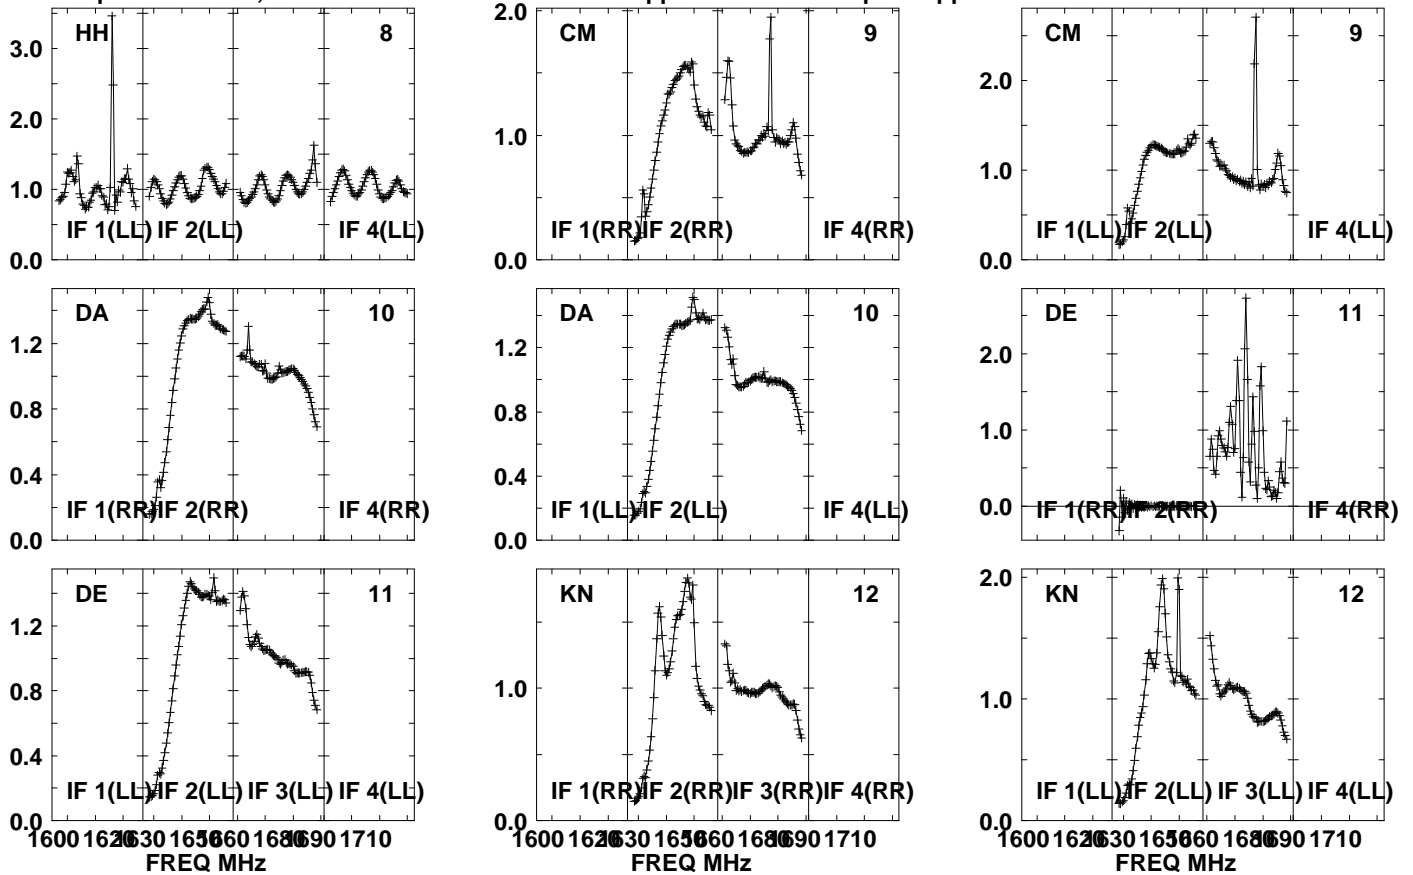 HH 8
3.0
2.0
1.0
0.0
IF 1(LL) IF 2(LL) IF 4(LL)
CM 9
2.0
1.0
0.0
IF 1(RR) IF 2(RR) IF 4(RR)
CM 9
2.0
1.0
0.0
IF 1(LL) IF 2(LL) IF 4(LL)
DA 10
1.2
0.8
0.4
0.0
IF 1(RR) IF 2(RR) IF 4(RR)
DA 10
1.2
0.8
0.4
0.0
IF 1(LL) IF 2(LL) IF 4(LL)
DE 11
2.0
1.0
0.0
IF 1(RR) IF 2(RR) IF 4(RR)
DE 11
1.2
0.8
0.4
0.0
IF 1(LL) IF 2(LL) IF 3(LL) IF 4(LL)
1600 1620 1630 1650 1660 1680 1690 1710
FREQ MHz
KN 12
1.0
0.0
IF 1(RR) IF 2(RR) IF 3(RR) IF 4(RR)
1600 1620 1630 1650 1660 1680 1690 1710
FREQ MHz
KN 12
2.0
1.0
0.0
IF 1(LL) IF 2(LL) IF 3(LL) IF 4(LL)
1600 1620 1630 1650 1660 1680 1690 1710
FREQ MHz